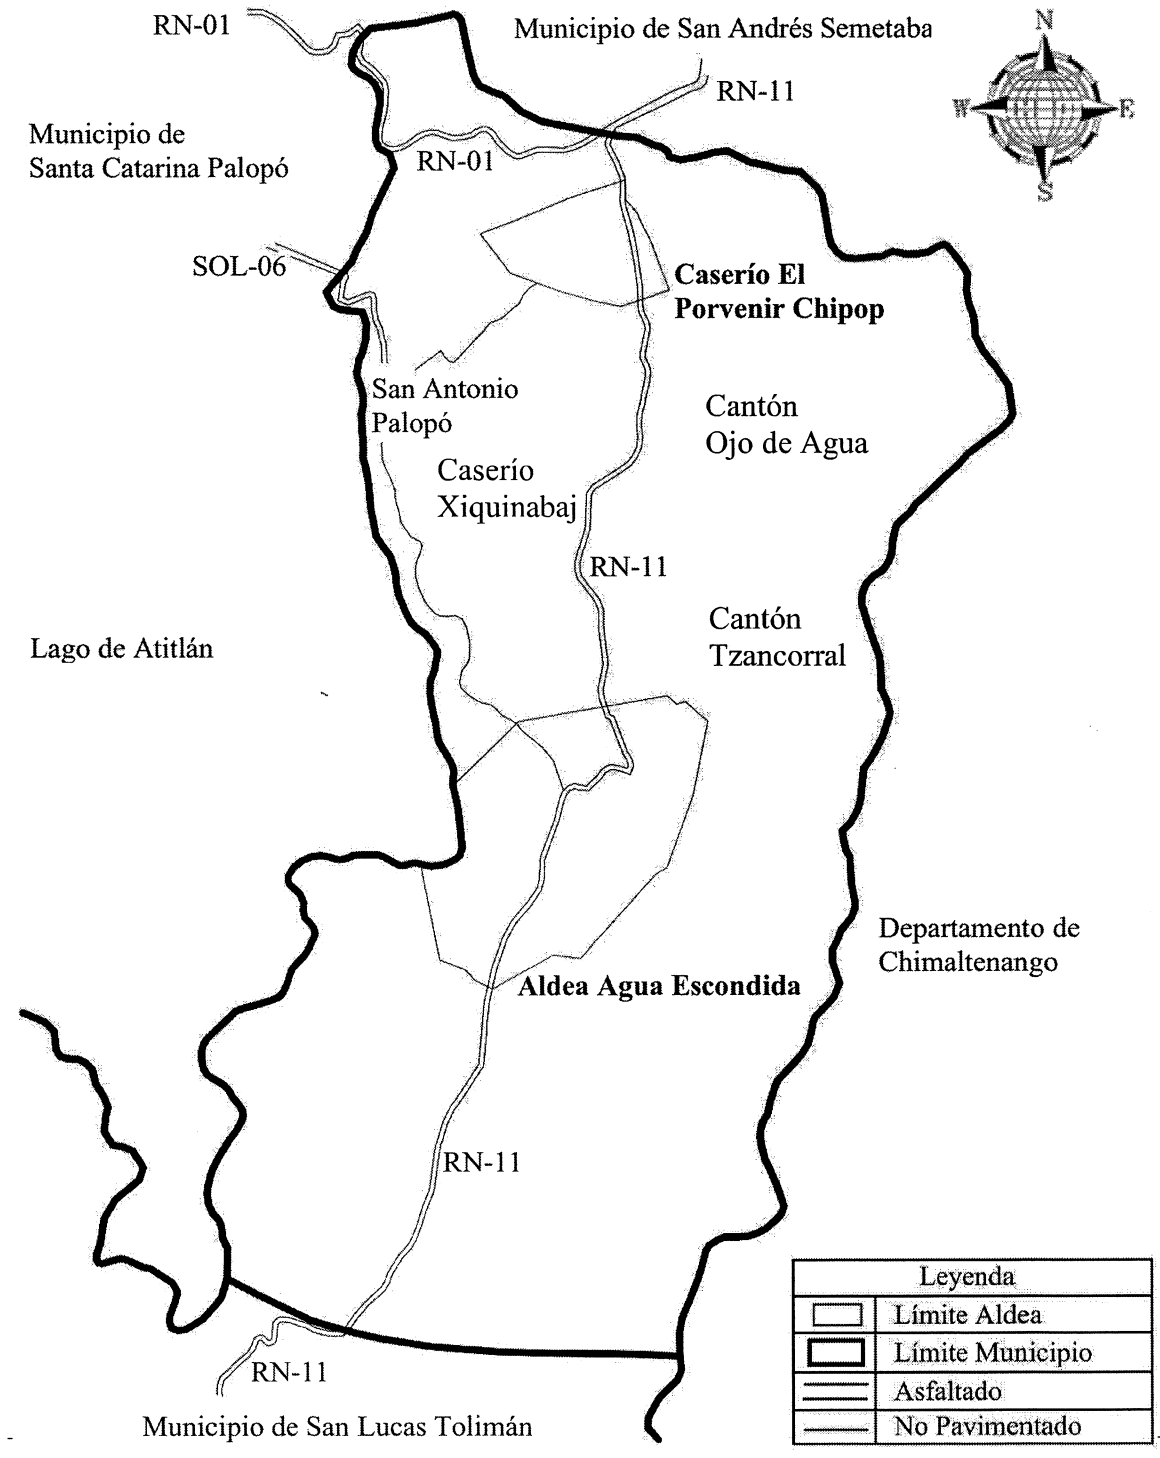 RN-01
Municipio de San Andrés Semetaba
N
W
E
S
RN-11
Municipio de
Santa Catarina Palopó
RN-01
SOL-06
Caserío El
Porvenir Chipop
San Antonio
Palopó
Cantón
Ojo de Agua
Caserío
Xiquinabaj
RN-11
Cantón
Tzancorral
Lago de Atitlán
Departamento de
Chimaltenango
Aldea Agua Escondida
RN-11
Leyenda
Límite Aldea
Límite Municipio
Asfaltado
No Pavimentado
RN-11
Municipio de San Lucas Tolimán